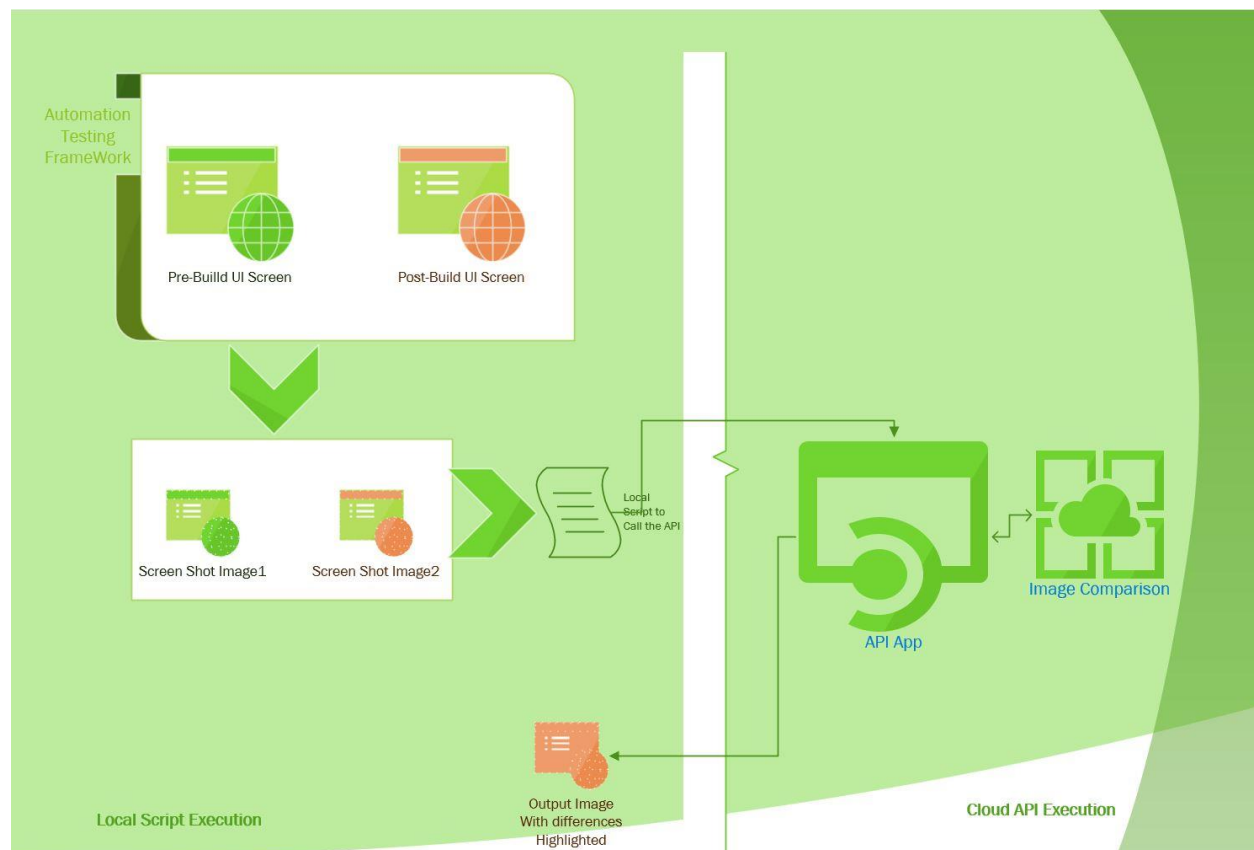 Automation
Testing
FrameWork
Pre-Builld UI Screen
Post-Build UI Screen
Screen Shot Image1
Screen Shot Image2
Local
Script to
Call the API
API App
Image Comparison
Output Image
With differences
Highlighted
Local Script Execution
Cloud API Execution